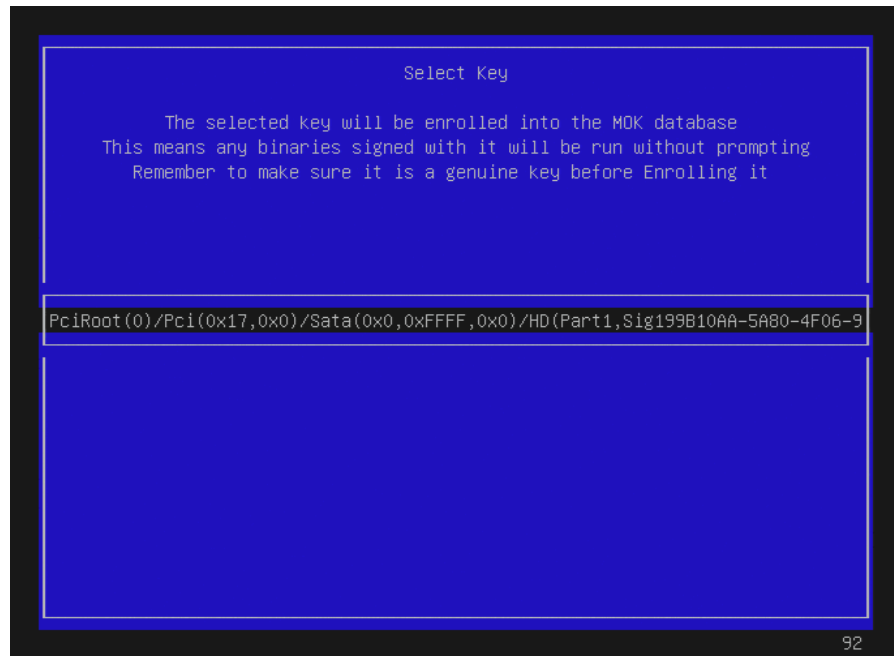 Select Key
The selected key will be enrolled into the MOK database
This means any binaries signed with it will be run without prompting
Remember to make sure it is a genuine key before Enrolling it
PciRoot(0)/Pci(0x17,0x0)/Sata(0x0,0xFFFF,0x0)/HD(Part1,Sig199B10AA-5A80-4F06-9
92